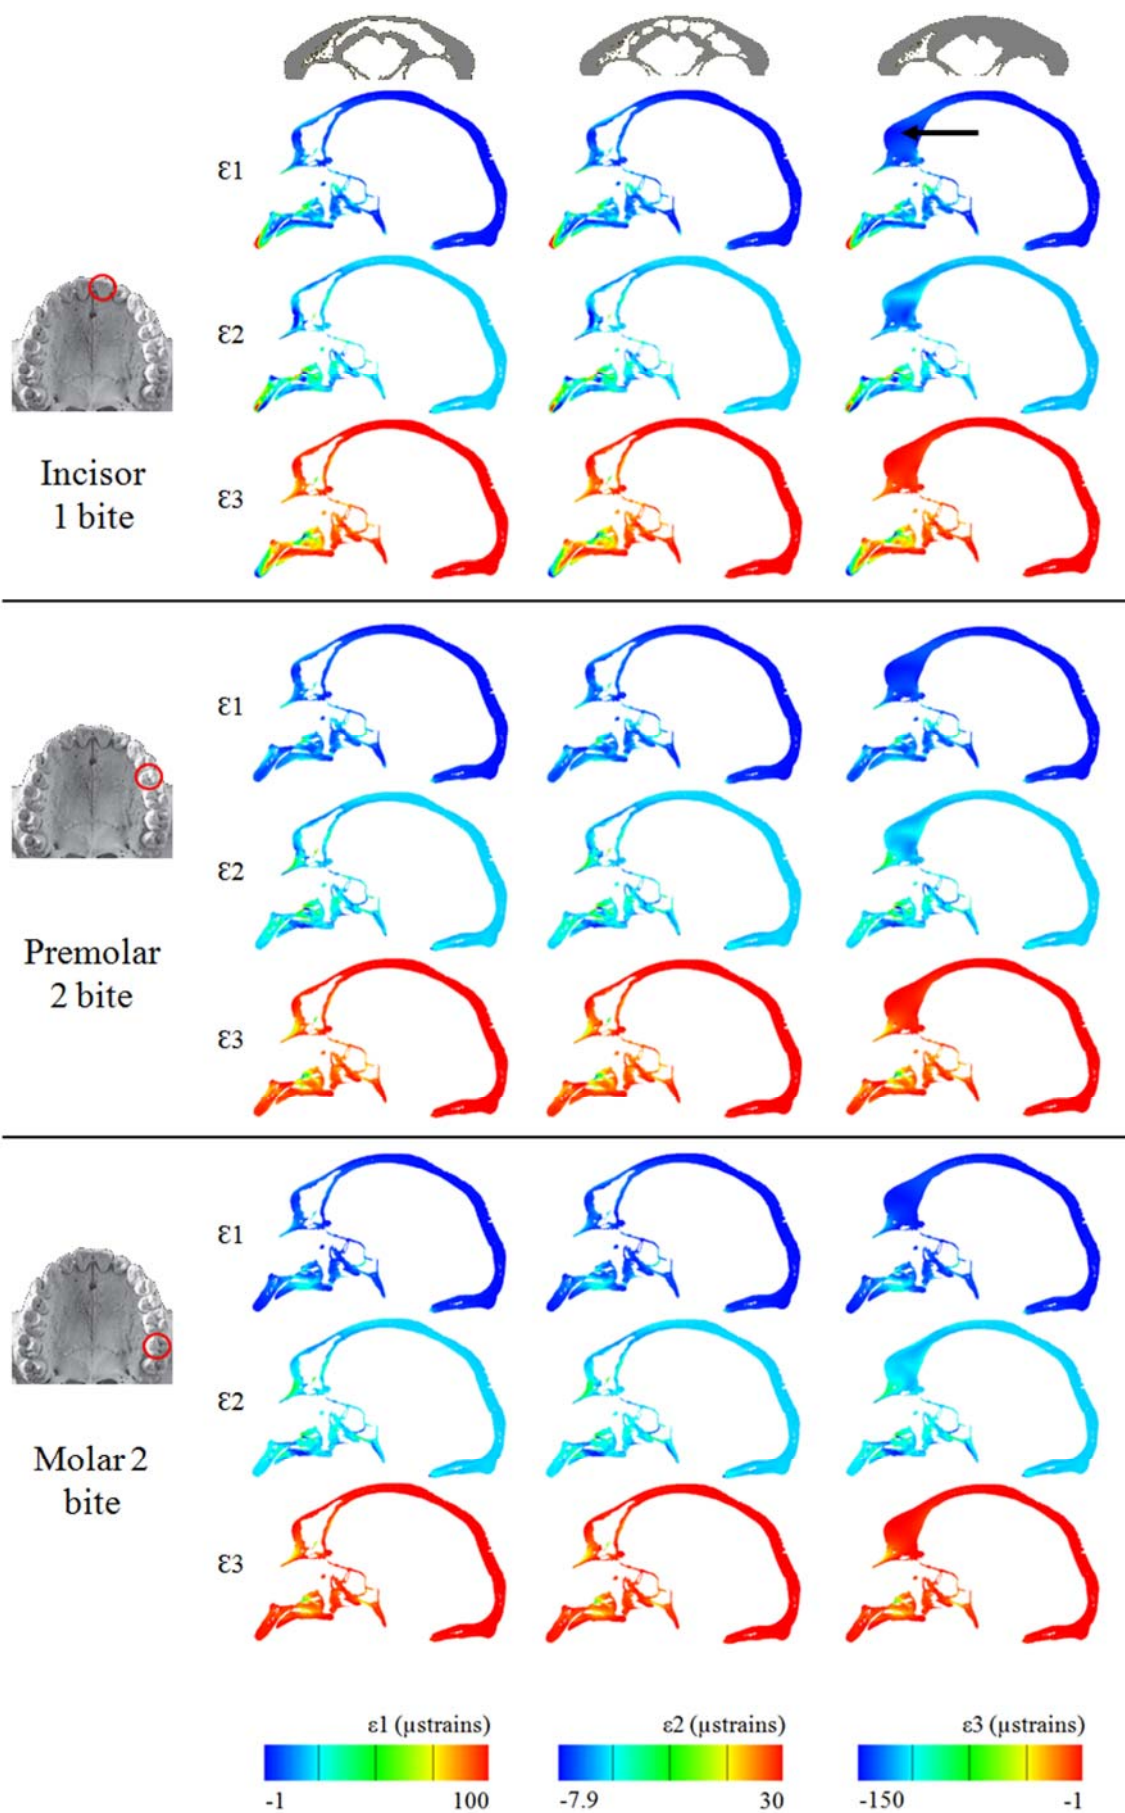 ε1
ε2
Incisor
1 bite
ε3
ε1
ε2
Premolar
2 bite
ε3
ε1
ε2
Molar 2
bite
ε3
ε1 (µstrains)
ε2 (µstrains)
ε3 (µstrains)
-1
100
-7.9
30
-150
-1